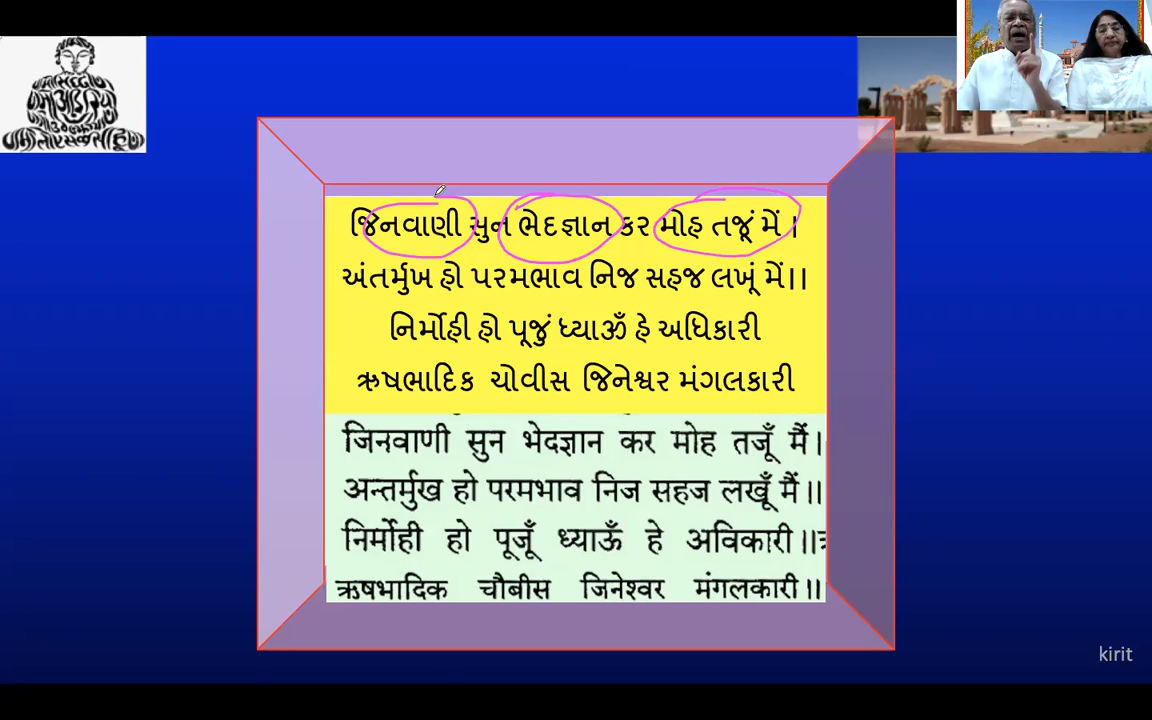 જિનવાણી સુન ભેદજ્ઞાન કર મોહ તજૂં મેં ।
અંતર્મુખ હો પરમભાવ નિજ સહજ લખૂં મેં।।
નિર્મોહી હો પૂજું ધ્યાૐ હે અધિકારી
ઋષભાદિક ચોવીસ જિનેશ્વર મંગલકારી
जिनवाणी सुन भेदज्ञान कर मोह तजूँ मैं।
अन्तर्मुख हो परमभाव निज सहज लखूँ मैं॥
निर्मोही हो पूजूँ ध्याऊँ हे अविकारी॥
ऋषभादिक चौबीस जिनेश्वर मंगलकारी॥
kirit